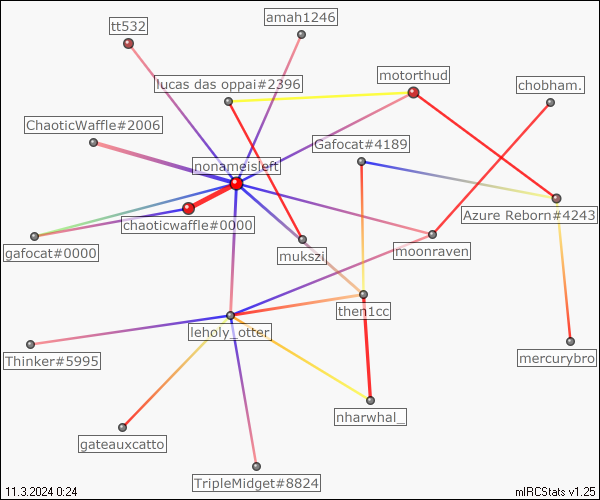 amah1246
tt532
motorthud
lucas das oppai#2396
chobham.
ChaoticWaffle#2006
Gafocat#4189
nonameisleft
Azure Reborn#4243
chaoticwaffle#0000
gafocat#0000
mukszi
moonraven
then1cc
leholy_otter
Thinker#5995
mercurybro
nharwhal_
gateauxcatto
TripleMidget#8824
11.3.2024 0:24
mIRCStats v1.25